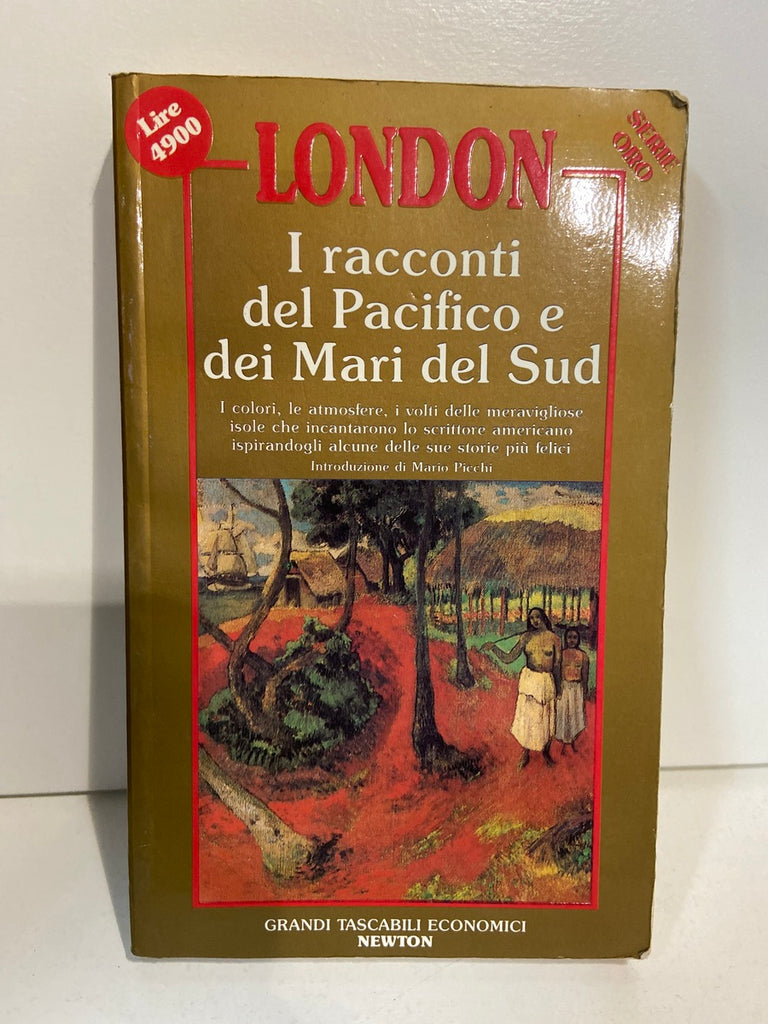 Lire
4900
SERIE
ORO
LONDON
I racconti
del Pacifico e
dei Mari del Sud
I colori, le atmosfere, i volti delle meravigliose
isole che incantarono lo scrittore americano
ispirandogli alcune delle sue storie più felici
Introduzione di Mario Picchi
GRANDI TASCABILI ECONOMICI
NEWTON